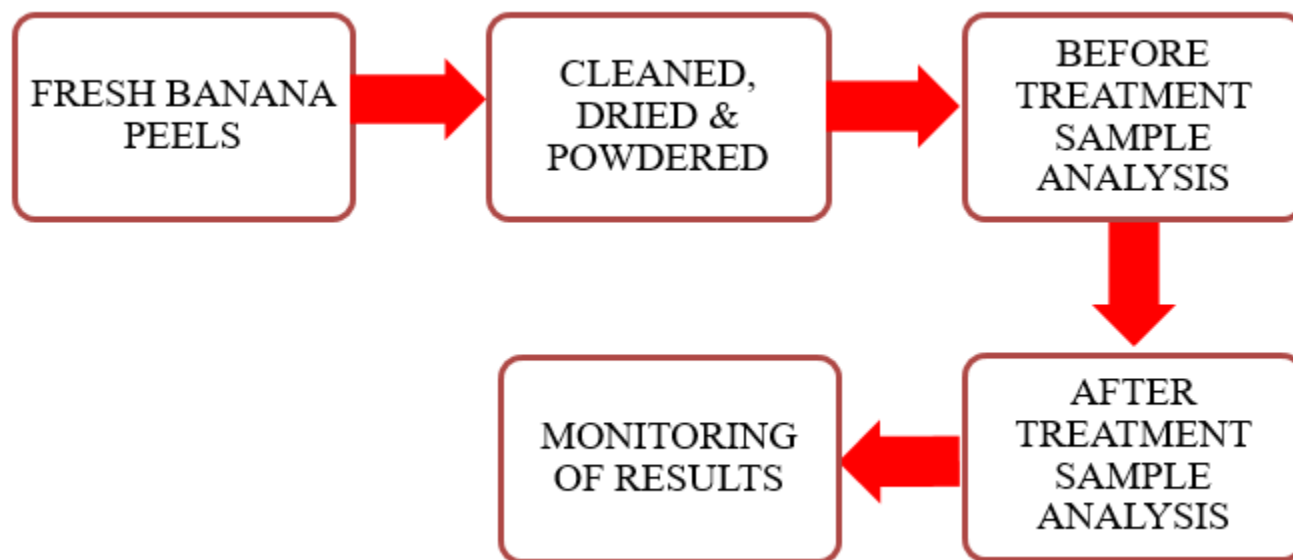 FRESH BANANA
PEELS
CLEANED,
DRIED &
POWDERED
BEFORE
TREATMENT
SAMPLE
ANALYSIS
AFTER
TREATMENT
SAMPLE
ANALYSIS
MONITORING
OF RESULTS